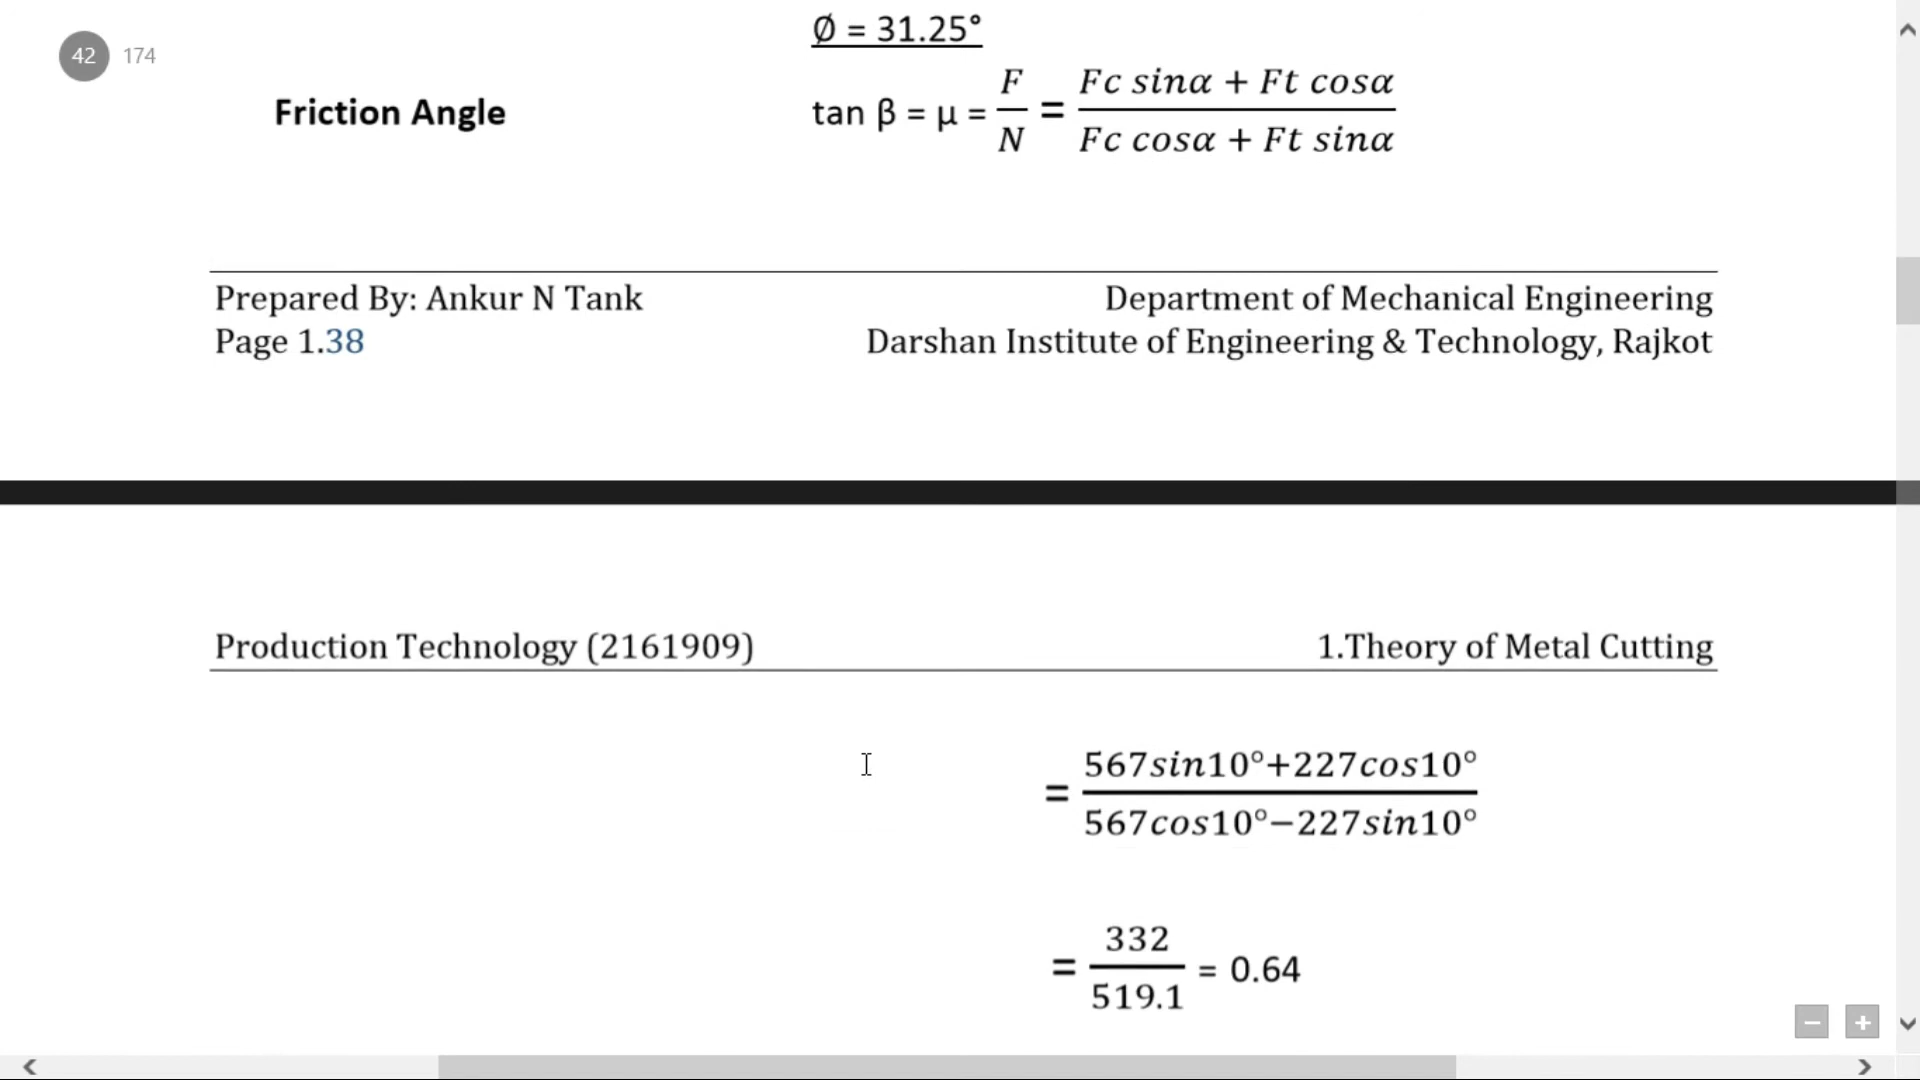 42 174
Ø = 31.25°
Friction Angle tan β = μ = F/N = Fc sinα + Ft cosα / Fc cosα + Ft sinα
Prepared By: Ankur N Tank Department of Mechanical Engineering
Page 1.38 Darshan Institute of Engineering & Technology, Rajkot
Production Technology (2161909) 1.Theory of Metal Cutting
= 567sin10°+227cos10° / 567cos10°−227sin10°
= 332 / 519.1 = 0.64